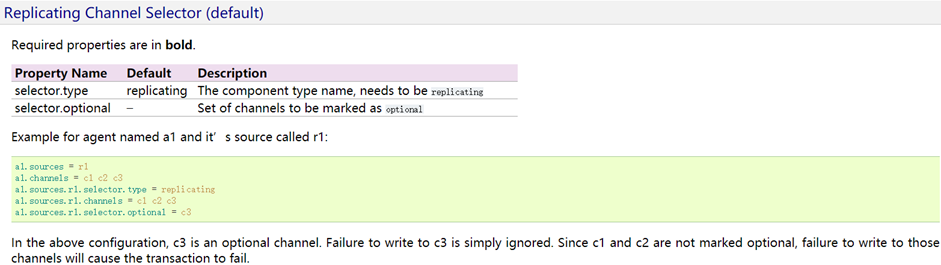 Replicating Channel Selector (default)
Required properties are in bold.
Property Name Default Description
selector.type replicating The component type name, needs to be replicating
selector.optional – Set of channels to be marked as optional
Example for agent named a1 and it’s source called r1:
a1.sources = r1
a1.channels = c1 c2 c3
a1.sources.r1.selector.type = replicating
a1.sources.r1.channels = c1 c2 c3
a1.sources.r1.selector.optional = c3
In the above configuration, c3 is an optional channel. Failure to write to c3 is simply ignored. Since c1 and c2 are not marked optional, failure to write to those
channels will cause the transaction to fail.